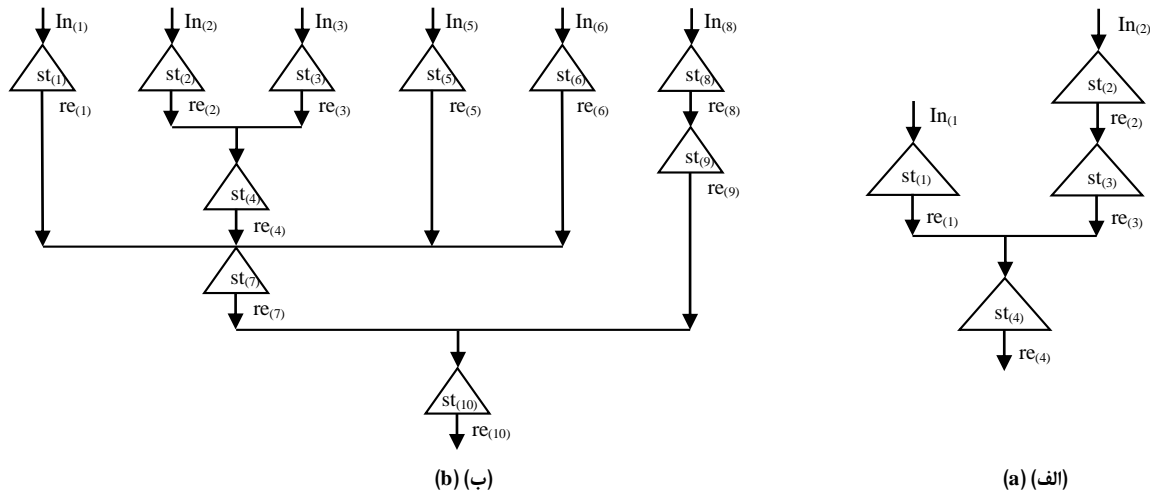 In(1) In(2) In(3) In(5) In(6) In(8)
st(1) st(2) st(3) st(5) st(6) st(8)
re(1) re(2) re(3) re(5) re(6) re(8)
st(9)
st(4) re(9)
re(4)
st(7)
re(7)
st(10)
re(10)
(ب) (b)
In(2)
st(2)
In(1 re(2)
st(1) st(3)
re(1) re(3)
st(4)
re(4)
(الف) (a)